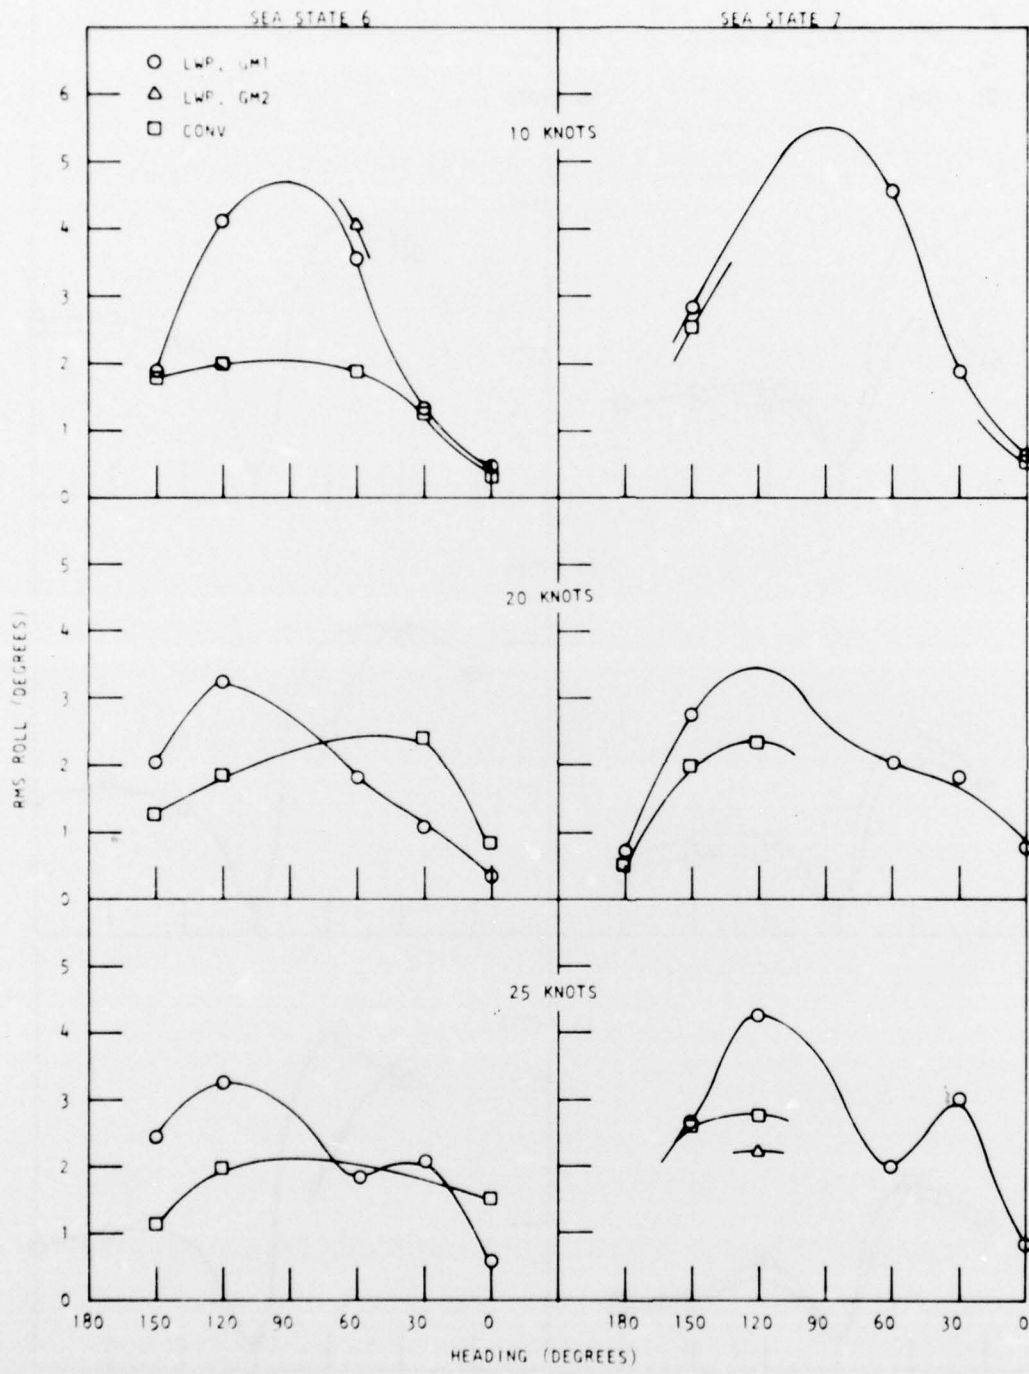 SEA STATE 6
SEA STATE 7
LWP, GM1
LWP, GM2
CONV
10 KNOTS
6
5
4
3
2
1
0
20 KNOTS
5
4
3
2
1
0
25 KNOTS
5
4
3
2
1
0
RMS ROLL (DEGREES)
180 150 120 90 60 30 0
180 150 120 90 60 30 0
HEADING (DEGREES)